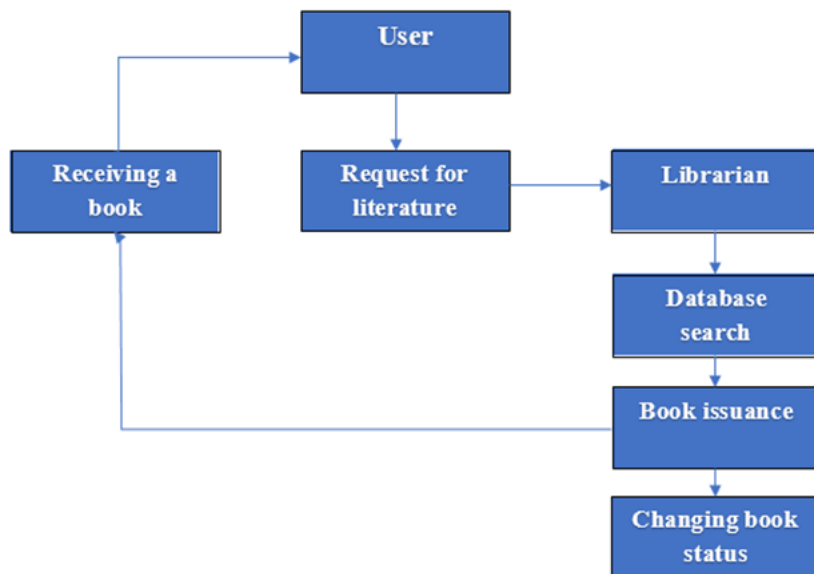 User
Receiving a
book
Request for
literature
Librarian
Database
search
Book issuance
Changing book
status